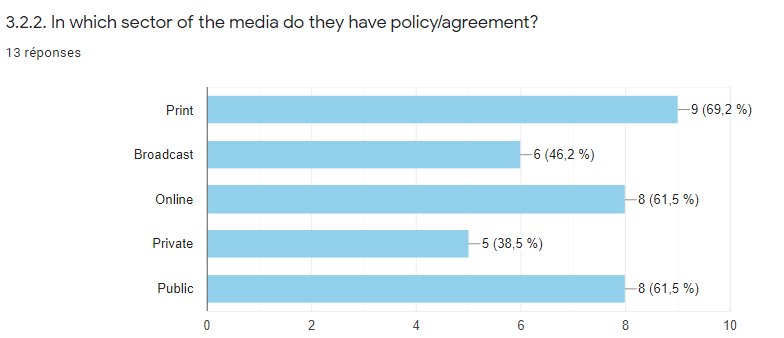 3.2.2. In which sector of the media do they have policy/agreement?
13 réponses
Print
9 (69,2 %)
Broadcast
6 (46,2 %)
Online
8 (61,5 %)
Private
5 (38,5 %)
Public
8 (61,5 %)
0 2 4 6 8 10